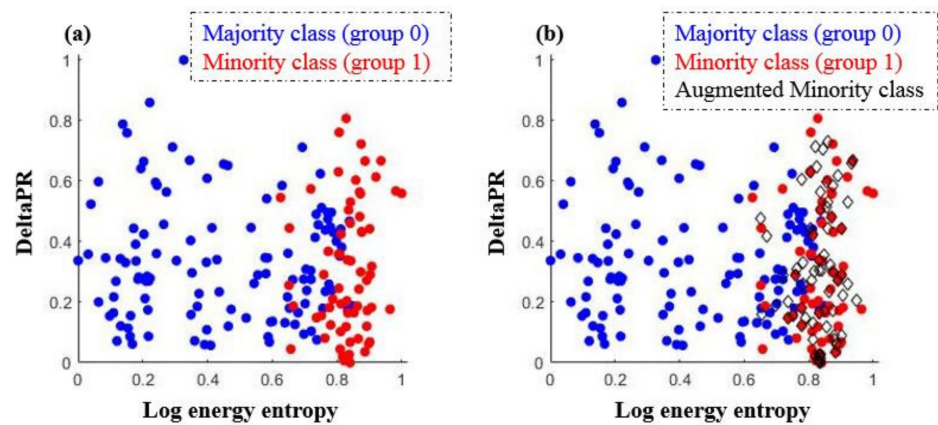 (a)
Majority class (group 0)
Minority class (group 1)
1
0.8
0.6
0.4
0.2
0
DeltaPR
0 0.2 0.4 0.6 0.8 1
Log energy entropy
(b)
Majority class (group 0)
Minority class (group 1)
Augmented Minority class
1
0.8
0.6
0.4
0.2
0
DeltaPR
0 0.2 0.4 0.6 0.8 1
Log energy entropy